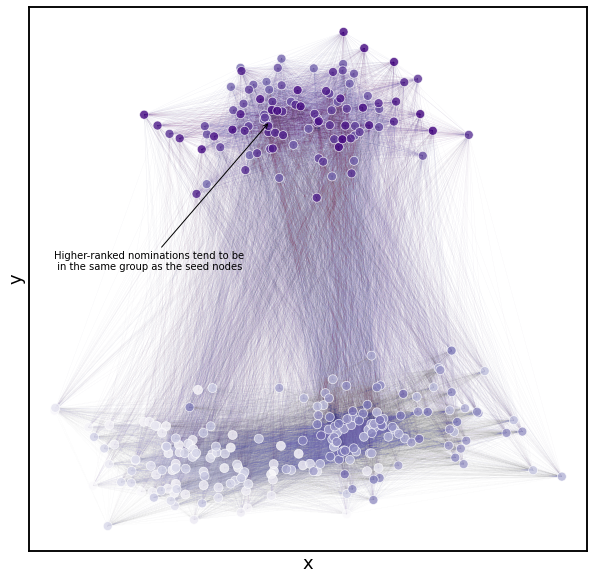 y
Higher-ranked nominations tend to be
in the same group as the seed nodes
x